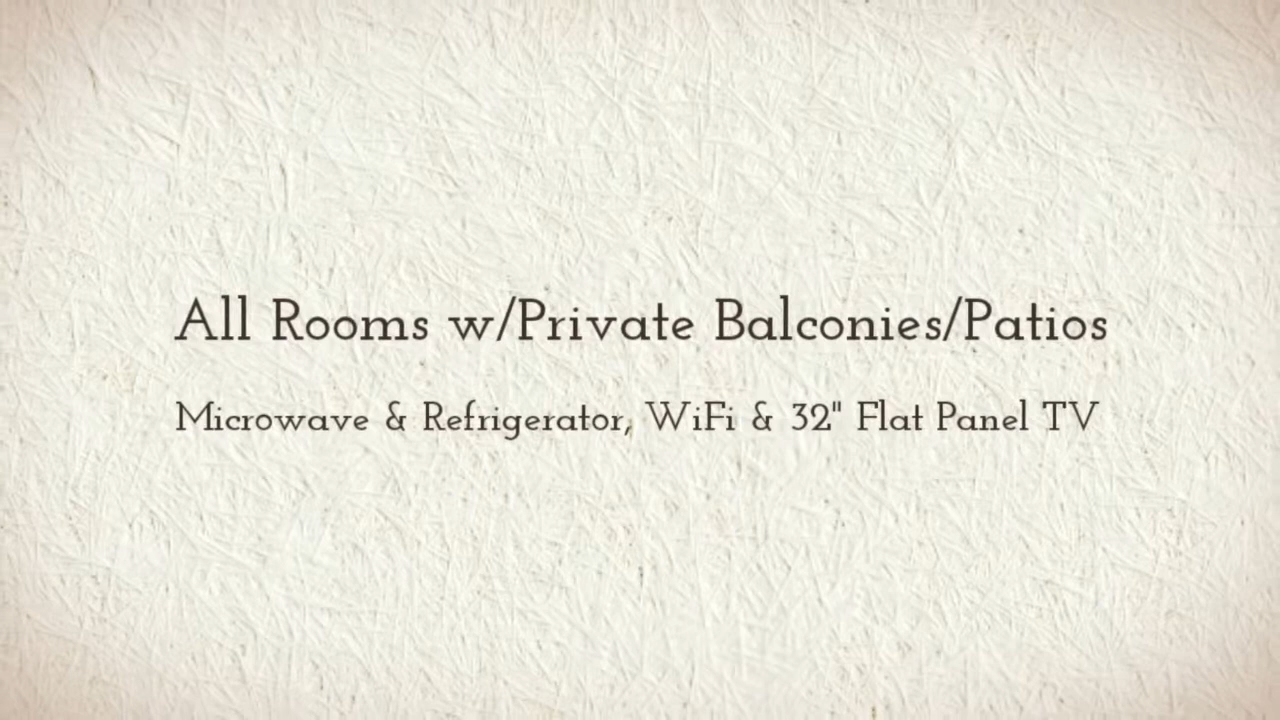 All Rooms w/Private Balconies/Patios
Microwave & Refrigerator, WiFi & 32" Flat Panel TV